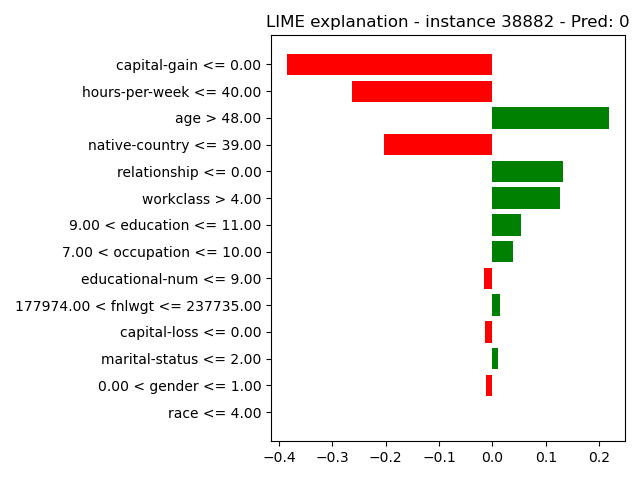 LIME explanation - instance 38882 - Pred: 0
capital-gain <= 0.00
hours-per-week <= 40.00
age > 48.00
native-country <= 39.00
relationship <= 0.00
workclass > 4.00
9.00 < education <= 11.00
7.00 < occupation <= 10.00
educational-num <= 9.00
177974.00 < fnlwgt <= 237735.00
capital-loss <= 0.00
marital-status <= 2.00
0.00 < gender <= 1.00
race <= 4.00
−0.4 −0.3 −0.2 −0.1 0.0 0.1 0.2